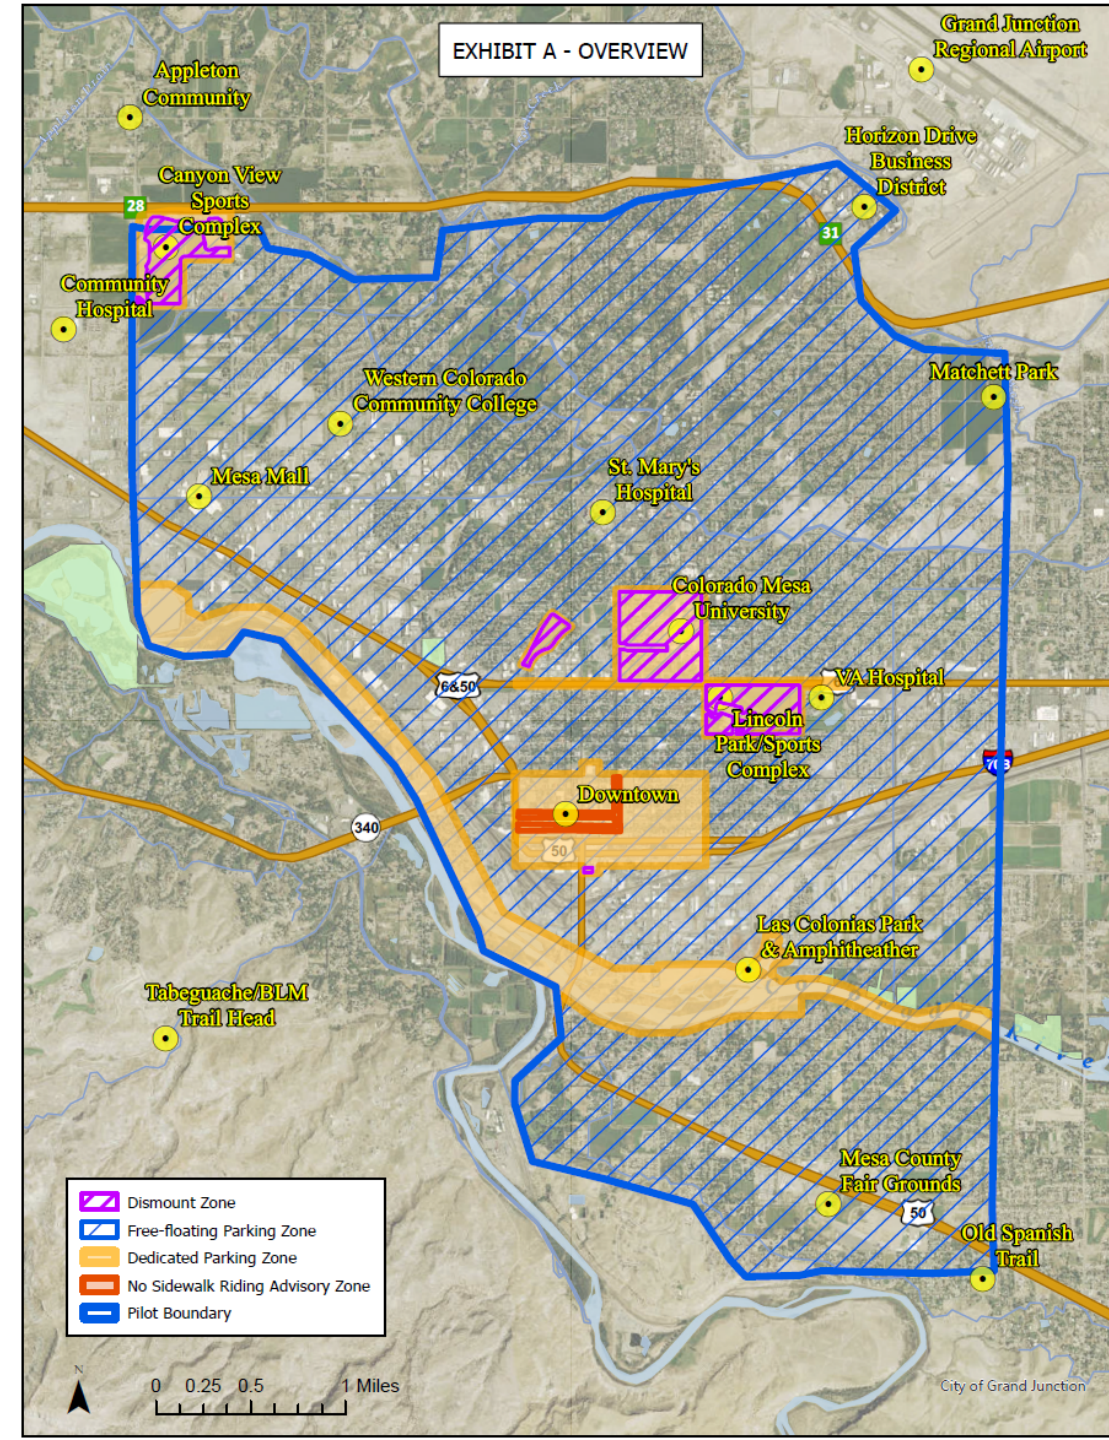 EXHIBIT A - OVERVIEW
Grand Junction
Regional Airport
Appleton
Community
Horizon Drive
Business
District
Canyon View
Sports
Complex
28
31
Community
Hospital
Matchett Park
Western Colorado
Community College
Mesa Mall
St. Mary's
Hospital
Colorado Mesa
University
6&50
VA Hospital
Lincoln
Park/Sports
Complex
70B
Downtown
340
50
Las Colonias Park
& Amphitheather
Colorado
River
Tabeguache/BLM
Trail Head
Mesa County
Fair Grounds
50
Old Spanish
Trail
Dismount Zone
Free-floating Parking Zone
Dedicated Parking Zone
No Sidewalk Riding Advisory Zone
Pilot Boundary
N
0 0.25 0.5 1 Miles
City of Grand Junction